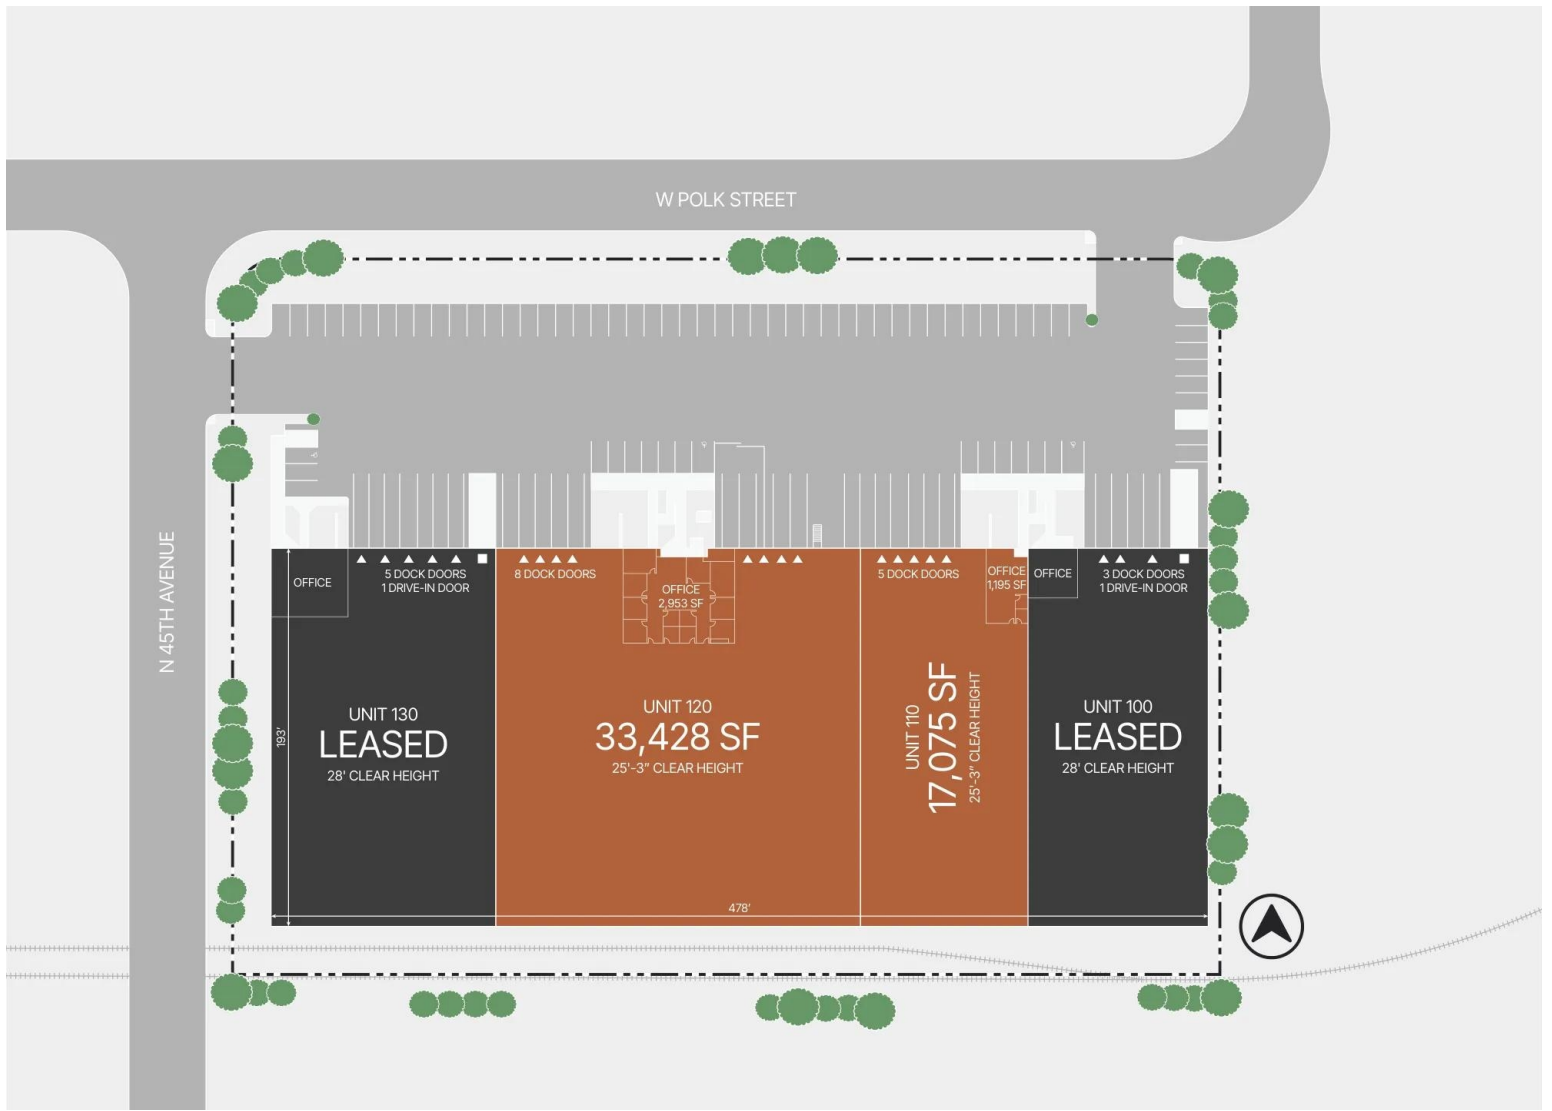 W POLK STREET
N 45TH AVENUE
OFFICE
5 DOCK DOORS
1 DRIVE-IN DOOR
8 DOCK DOORS
OFFICE
2,953 SF
5 DOCK DOORS
OFFICE
1,195 SF
OFFICE
3 DOCK DOORS
1 DRIVE-IN DOOR
193'
UNIT 130
LEASED
28' CLEAR HEIGHT
UNIT 120
33,428 SF
25'-3" CLEAR HEIGHT
UNIT 110
17,075 SF
25'-3" CLEAR HEIGHT
UNIT 100
LEASED
28' CLEAR HEIGHT
478'